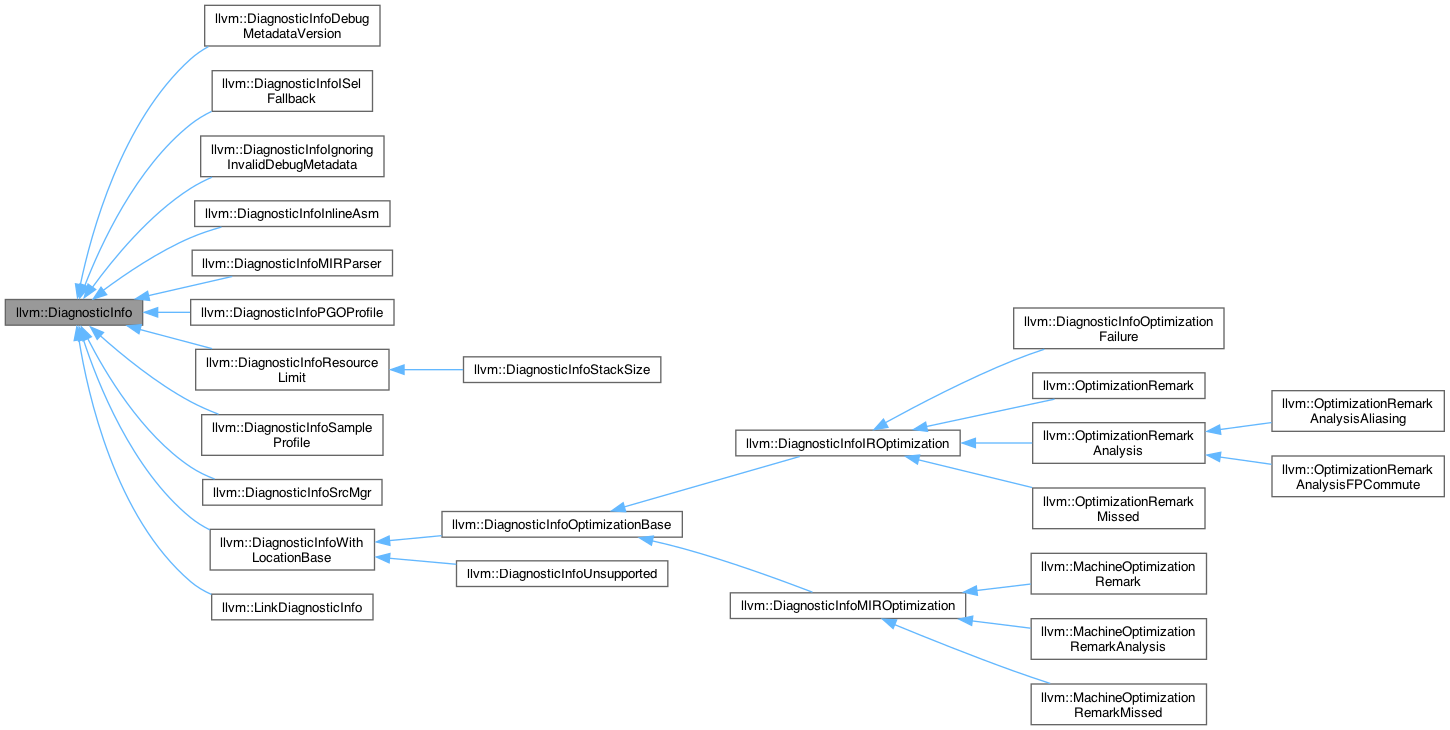 llvm::DiagnosticInfoDebug
MetadataVersion
llvm::DiagnosticInfoISel
Fallback
llvm::DiagnosticInfoIgnoring
InvalidDebugMetadata
llvm::DiagnosticInfoInlineAsm
llvm::DiagnosticInfoMIRParser
llvm::DiagnosticInfo
llvm::DiagnosticInfoPGOProfile
llvm::DiagnosticInfoResource
Limit
llvm::DiagnosticInfoStackSize
llvm::DiagnosticInfoSample
Profile
llvm::DiagnosticInfoSrcMgr
llvm::DiagnosticInfoWith
LocationBase
llvm::LinkDiagnosticInfo
llvm::DiagnosticInfoOptimizationBase
llvm::DiagnosticInfoUnsupported
llvm::DiagnosticInfoIROptimization
llvm::DiagnosticInfoMIROptimization
llvm::DiagnosticInfoOptimization
Failure
llvm::OptimizationRemark
llvm::OptimizationRemark
Analysis
llvm::OptimizationRemark
Missed
llvm::OptimizationRemark
AnalysisAliasing
llvm::OptimizationRemark
AnalysisFPCommute
llvm::MachineOptimization
Remark
llvm::MachineOptimization
RemarkAnalysis
llvm::MachineOptimization
RemarkMissed